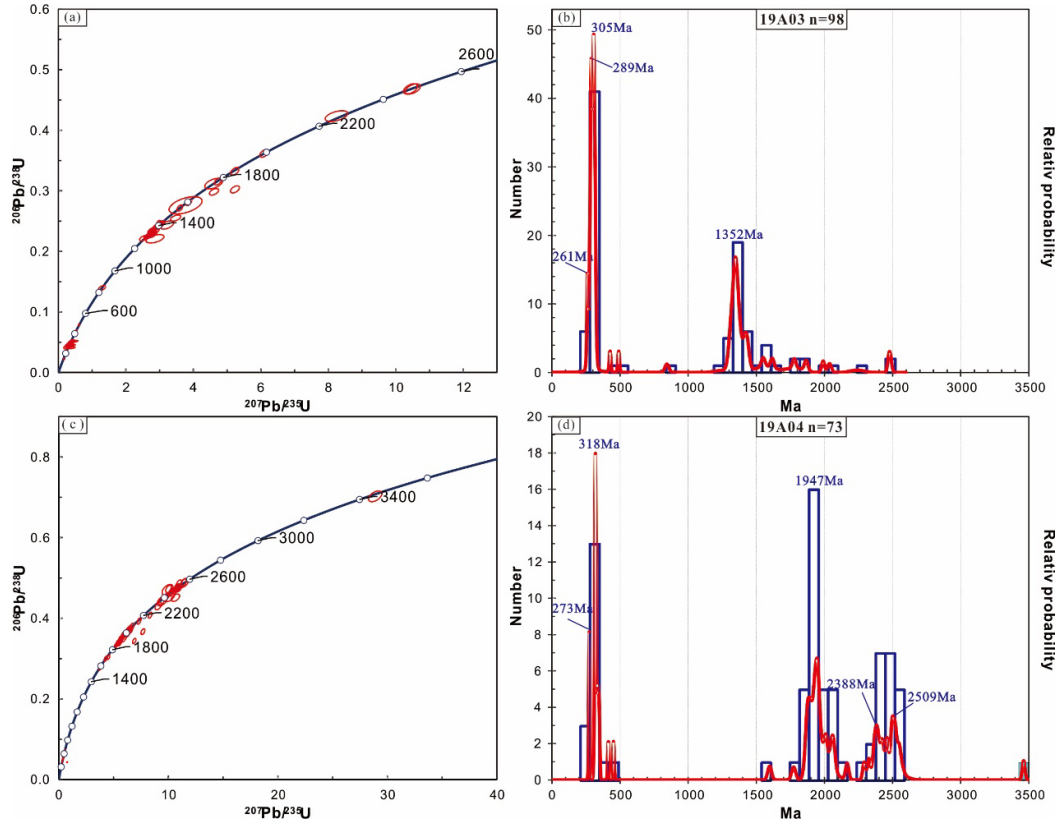 (a)
0.6
0.5
0.4
0.3
0.2
0.1
0.0
206Pb/238U
2600
2200
1800
1400
1000
600
0
2
4
6
8
10
12
207Pb/235U
(b)
19A03 n=98
50
40
30
20
10
0
Number
305Ma
289Ma
261Ma
1352Ma
Relativ probability
0
500
1000
1500
2000
2500
3000
3500
Ma
(c)
0.8
0.6
0.4
0.2
0.0
206Pb/238U
3400
3000
2600
2200
1800
1400
0
10
20
30
40
207Pb/235U
(d)
19A04 n=73
20
18
16
14
12
10
8
6
4
2
0
Number
318Ma
273Ma
1947Ma
2388Ma
2509Ma
Relativ probability
0
500
1000
1500
2000
2500
3000
3500
Ma